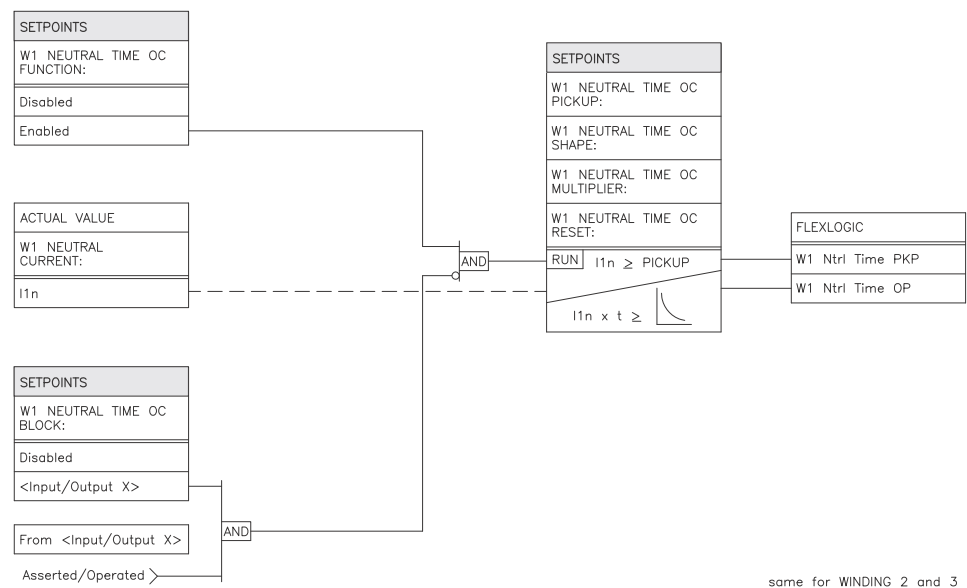 SETPOINTS
W1 NEUTRAL TIME OC
FUNCTION:
Disabled
Enabled
ACTUAL VALUE
W1 NEUTRAL
CURRENT:
I1n
SETPOINTS
W1 NEUTRAL TIME OC
BLOCK:
Disabled
<Input/Output X>
From <Input/Output X>
Asserted/Operated
AND
AND
SETPOINTS
W1 NEUTRAL TIME OC
PICKUP:
W1 NEUTRAL TIME OC
SHAPE:
W1 NEUTRAL TIME OC
MULTIPLIER:
W1 NEUTRAL TIME OC
RESET:
RUN I1n ≥ PICKUP
I1n x t ≥
FLEXLOGIC
W1 Ntrl Time PKP
W1 Ntrl Time OP
same for WINDING 2 and 3